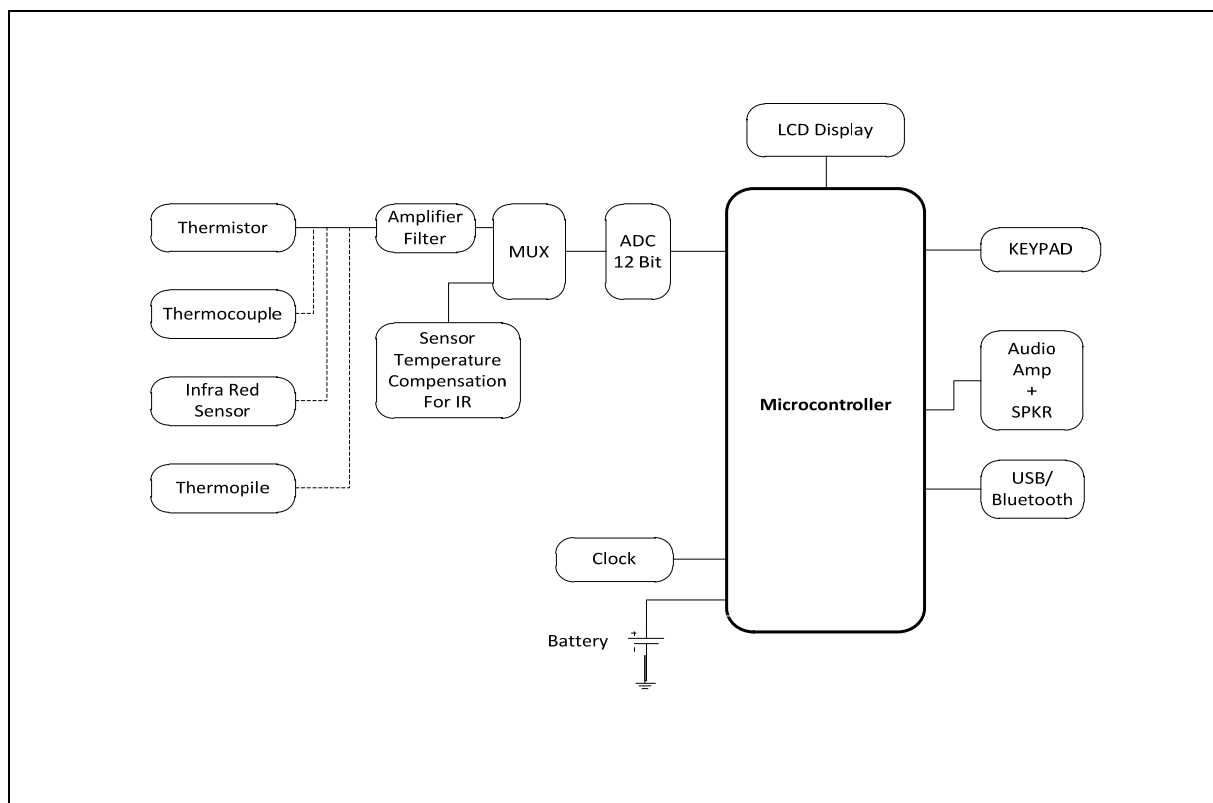 LCD Display
Thermistor
Amplifier
Filter
MUX
ADC
12 Bit
KEYPAD
Thermocouple
Sensor
Temperature
Compensation
For IR
Audio
Amp
+
SPKR
Infra Red
Sensor
Microcontroller
Thermopile
USB/
Bluetooth
Clock
Battery
+
-